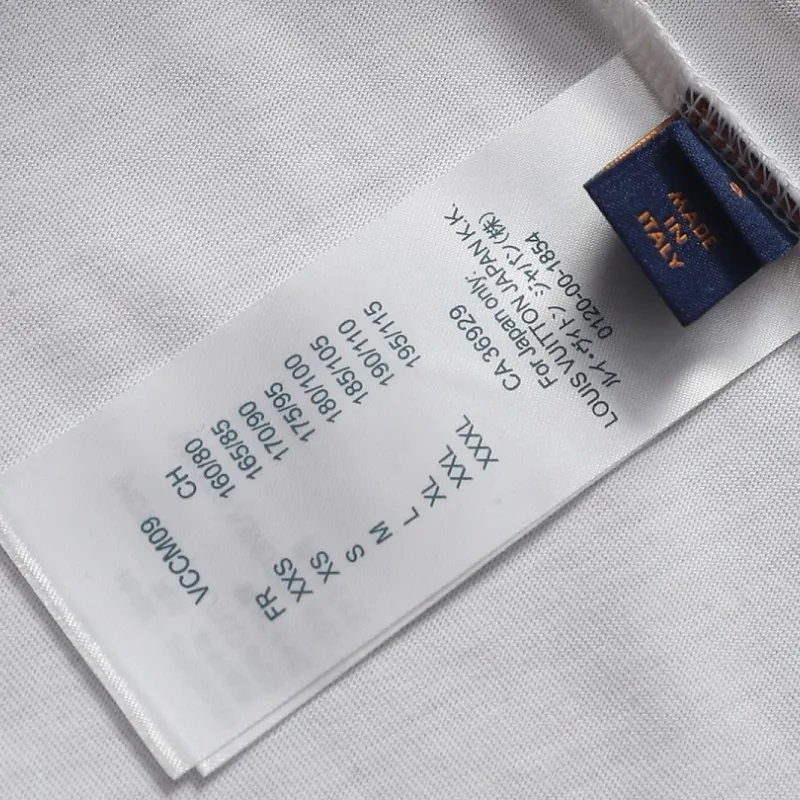 VCCM09
FR CH
XXS 160/80
XS 165/85
S 170/90
M 175/95
L 180/100
XL 185/105
XXL 190/110
XXXL 195/115
CA 36929
For Japan only:
LOUIS VUITTON JAPAN K.K.
ルイ・ヴィトン ジャパン(株)
0120-00-1854
MADE
IN
ITALY